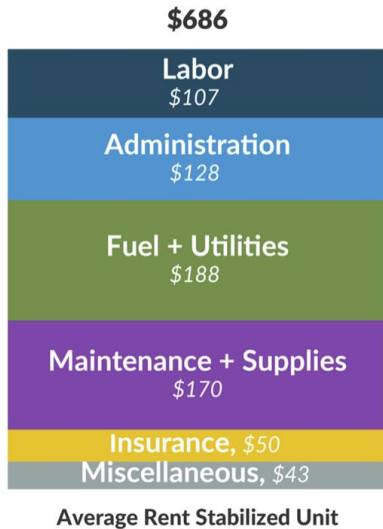 $686
Labor
$107
Administration
$128
Fuel + Utilities
$188
Maintenance + Supplies
$170
Insurance, $50
Miscellaneous, $43
Average Rent Stabilized Unit